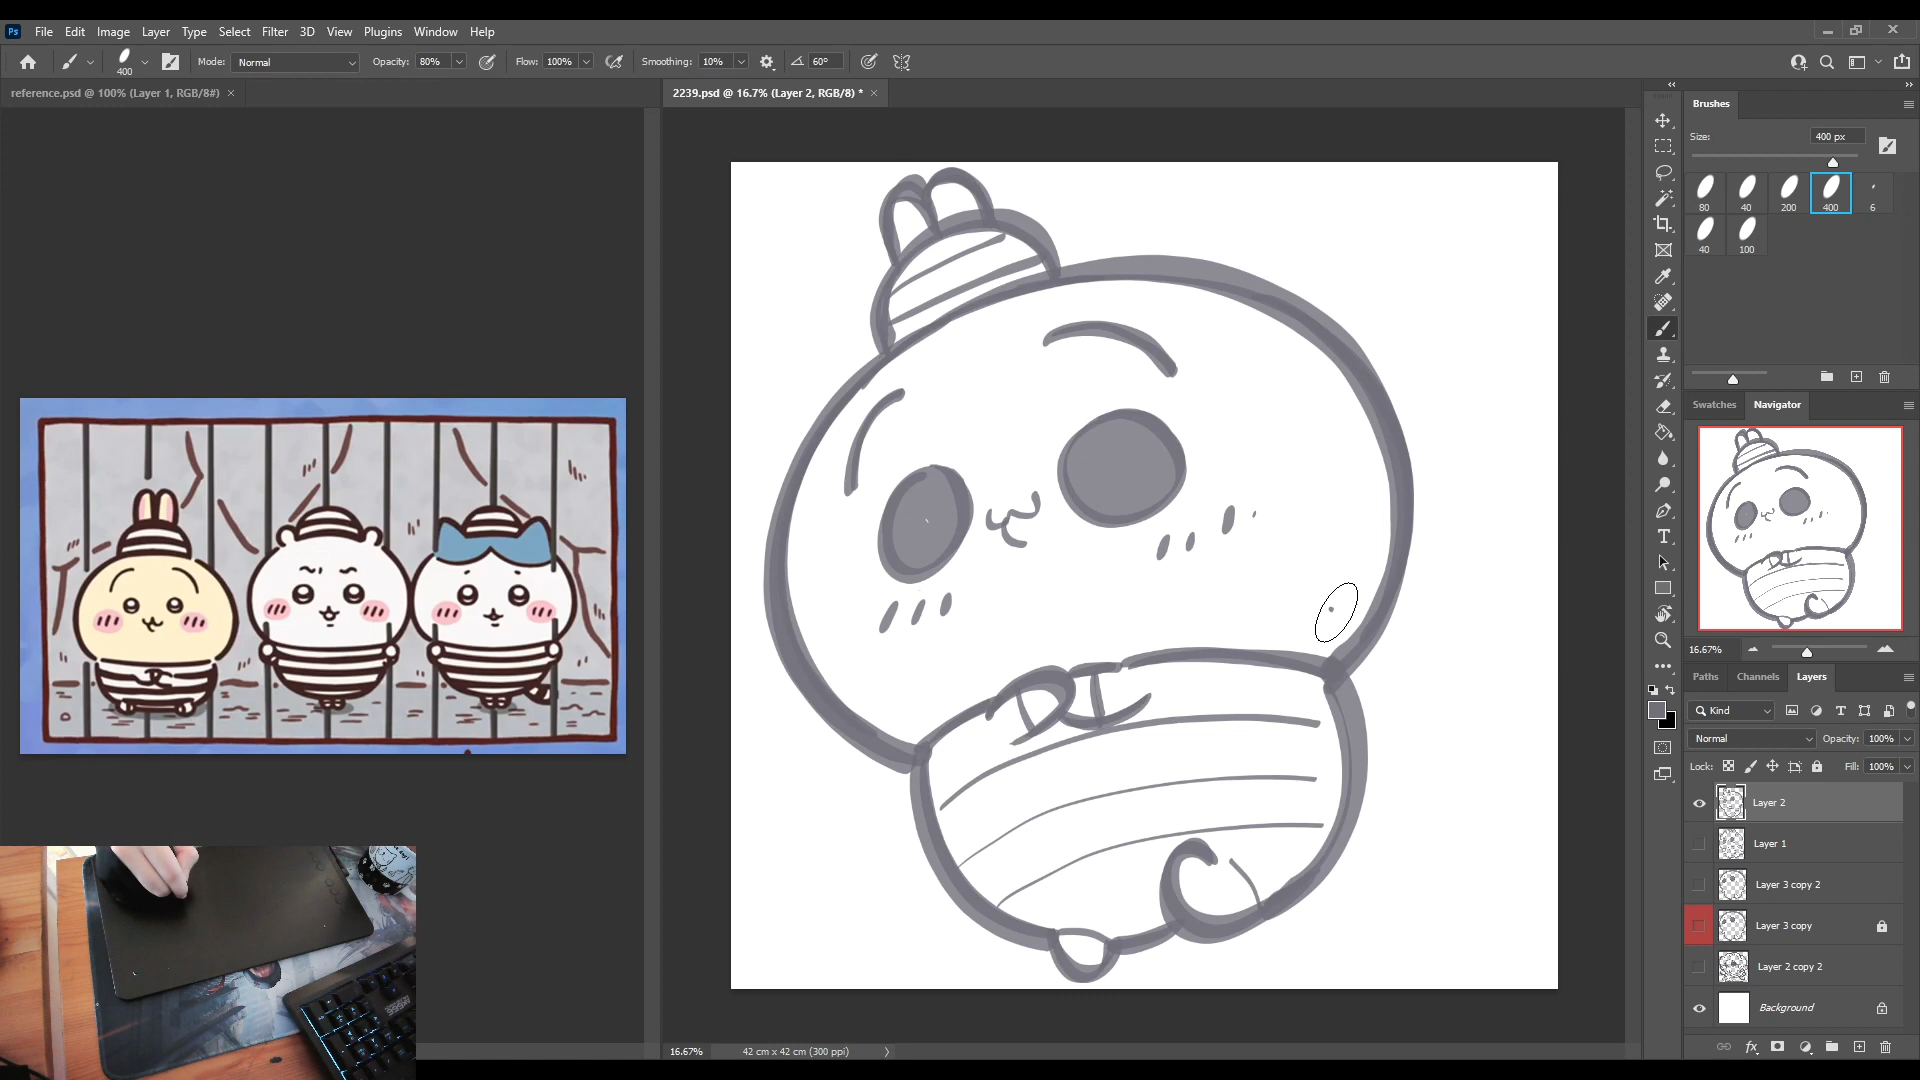 Ps File Edit Image Layer Type Select Filter 3D View Plugins Window Help
400 Mode: Normal Opacity: 80% Flow: 100% Smoothing: 10% 60°
reference.psd @ 100% (Layer 1, RGB/8#) ×
2239.psd @ 16.7% (Layer 2, RGB/8) * ×
Brushes
Size: 400 px
80 40 200 400 6
40 100
Swatches Navigator
16.67%
Paths Channels Layers
Kind
Normal Opacity: 100%
Lock: Fill: 100%
Layer 2
Layer 1
Layer 3 copy 2
Layer 3 copy
Layer 2 copy 2
Background
16.67% 42 cm x 42 cm (300 ppi)